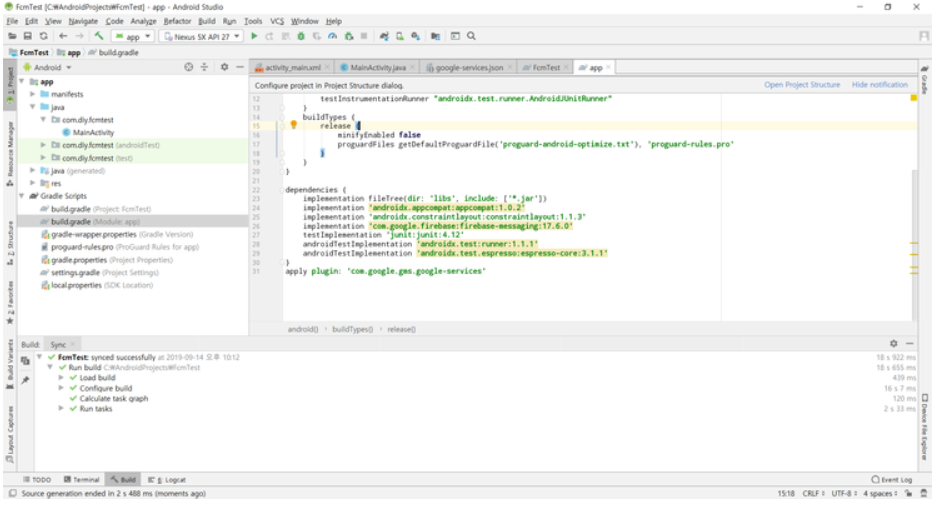 FcmTest [C:₩AndroidProjects₩FcmTest] - app - Android Studio
File Edit View Navigate Code Analyze Refactor Build Run Tools VCS Window Help
app Nexus 5X API 27
FcmTest app build.gradle
Android activity_main.xml MainActivity.java google-services.json FcmTest app
Configure project in Project Structure dialog. Open Project Structure Hide notification
1: Project
Resource Manager
Z: Structure
2: Favorites
Build Variants
Layout Captures
app
manifests
java
com.diy.fcmtest
MainActivity
com.diy.fcmtest (androidTest)
com.diy.fcmtest (test)
java (generated)
res
Gradle Scripts
build.gradle (Project: FcmTest)
build.gradle (Module: app)
gradle-wrapper.properties (Gradle Version)
proguard-rules.pro (ProGuard Rules for app)
gradle.properties (Project Properties)
settings.gradle (Project Settings)
local.properties (SDK Location)
12 testInstrumentationRunner "androidx.test.runner.AndroidJUnitRunner"
13 }
14 buildTypes {
15 release {
16 minifyEnabled false
17 proguardFiles getDefaultProguardFile('proguard-android-optimize.txt'), 'proguard-rules.pro'
18 }
19 }
20 }
21
22 dependencies {
23 implementation fileTree(dir: 'libs', include: ['*.jar'])
24 implementation 'androidx.appcompat:appcompat:1.0.2'
25 implementation 'androidx.constraintlayout:constraintlayout:1.1.3'
26 implementation 'com.google.firebase:firebase-messaging:17.6.0'
27 testImplementation 'junit:junit:4.12'
28 androidTestImplementation 'androidx.test:runner:1.1.1'
29 androidTestImplementation 'androidx.test.espresso:espresso-core:3.1.1'
30 }
31 apply plugin: 'com.google.gms.google-services'
android{} › buildTypes{} › release{}
Gradle
Device File Explorer
Build: Sync
FcmTest: synced successfully at 2019-09-14 오후 10:12 18 s 922 ms
Run build C:₩AndroidProjects₩FcmTest 18 s 655 ms
Load build 439 ms
Configure build 16 s 7 ms
Calculate task graph 120 ms
Run tasks 2 s 33 ms
TODO Terminal Build 6: Logcat Event Log
Source generation ended in 2 s 488 ms (moments ago) 15:18 CRLF UTF-8 4 spaces